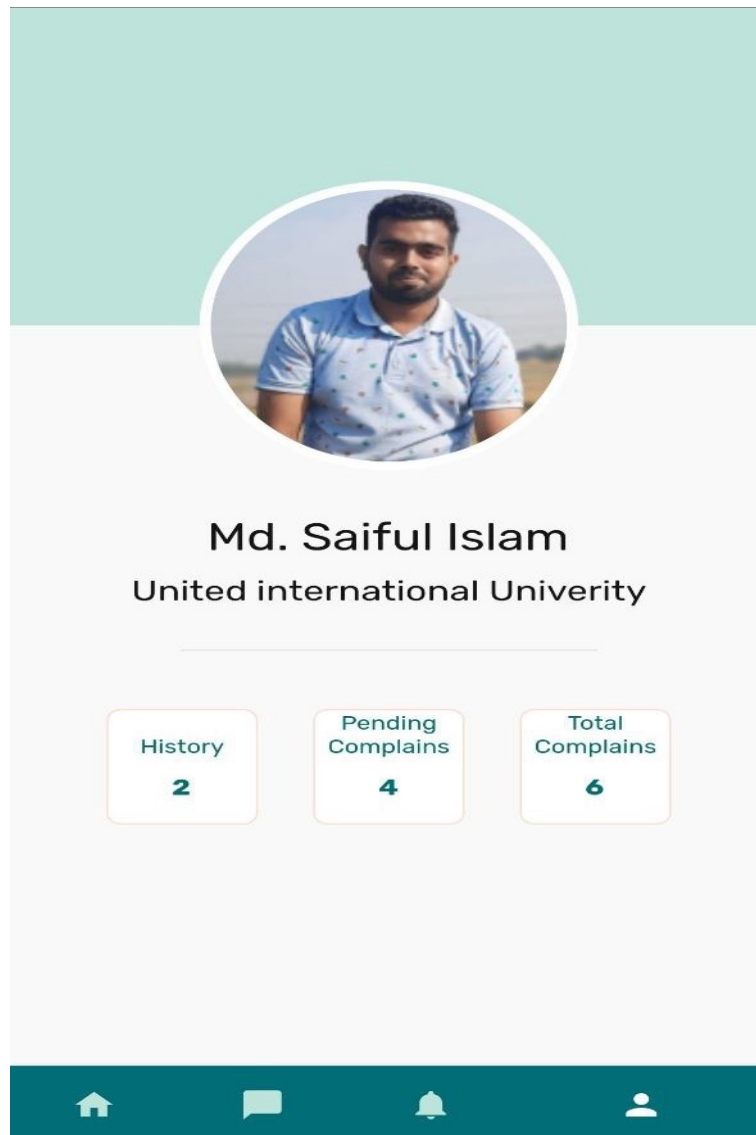 Md. Saiful Islam
United international Univerity
History
2
Pending
Complains
4
Total
Complains
6